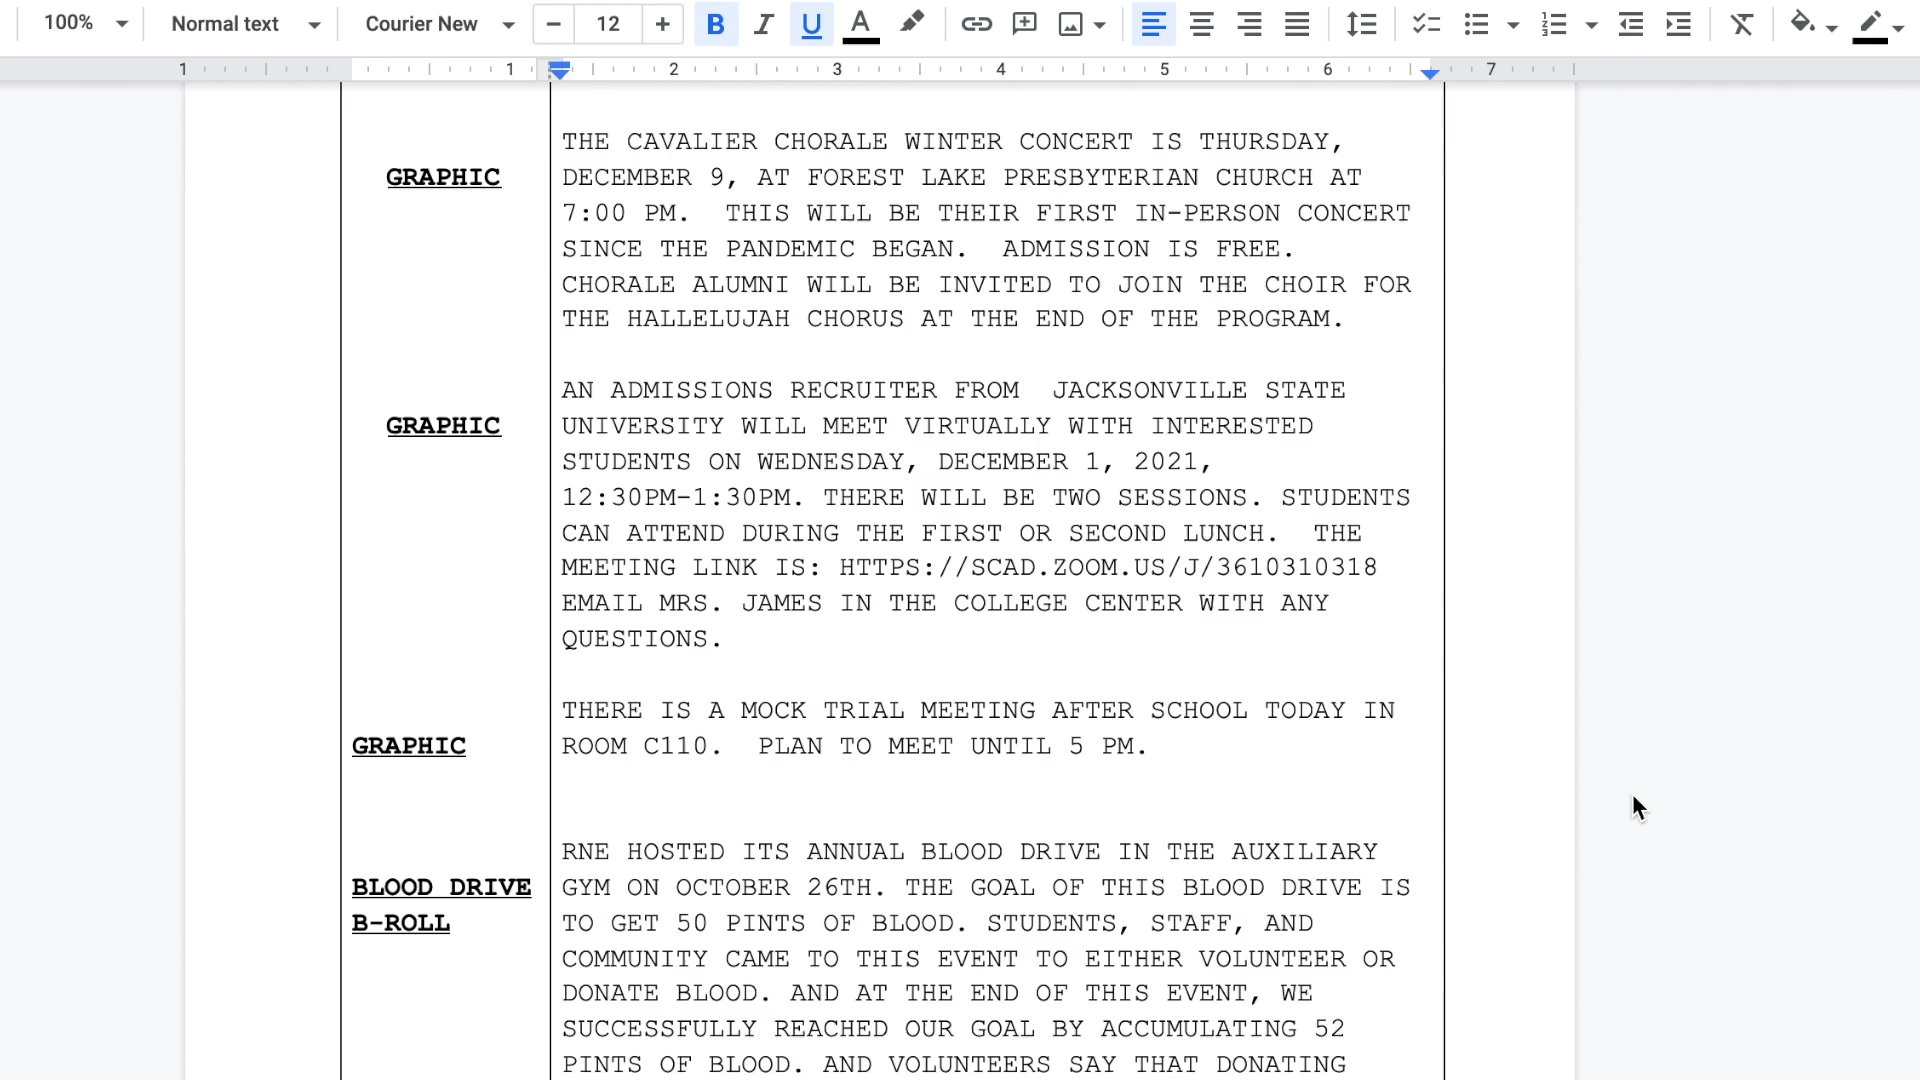 100% Normal text Courier New − 12 + B I U A
1 1 2 3 4 5 6 7
THE CAVALIER CHORALE WINTER CONCERT IS THURSDAY,
GRAPHIC DECEMBER 9, AT FOREST LAKE PRESBYTERIAN CHURCH AT
7:00 PM.  THIS WILL BE THEIR FIRST IN-PERSON CONCERT
SINCE THE PANDEMIC BEGAN.  ADMISSION IS FREE.
CHORALE ALUMNI WILL BE INVITED TO JOIN THE CHOIR FOR
THE HALLELUJAH CHORUS AT THE END OF THE PROGRAM.
AN ADMISSIONS RECRUITER FROM  JACKSONVILLE STATE
GRAPHIC UNIVERSITY WILL MEET VIRTUALLY WITH INTERESTED
STUDENTS ON WEDNESDAY, DECEMBER 1, 2021,
12:30PM-1:30PM. THERE WILL BE TWO SESSIONS. STUDENTS
CAN ATTEND DURING THE FIRST OR SECOND LUNCH.  THE
MEETING LINK IS: HTTPS://SCAD.ZOOM.US/J/3610310318
EMAIL MRS. JAMES IN THE COLLEGE CENTER WITH ANY
QUESTIONS.
THERE IS A MOCK TRIAL MEETING AFTER SCHOOL TODAY IN
GRAPHIC ROOM C110.  PLAN TO MEET UNTIL 5 PM.
RNE HOSTED ITS ANNUAL BLOOD DRIVE IN THE AUXILIARY
BLOOD DRIVE GYM ON OCTOBER 26TH. THE GOAL OF THIS BLOOD DRIVE IS
B-ROLL TO GET 50 PINTS OF BLOOD. STUDENTS, STAFF, AND
COMMUNITY CAME TO THIS EVENT TO EITHER VOLUNTEER OR
DONATE BLOOD. AND AT THE END OF THIS EVENT, WE
SUCCESSFULLY REACHED OUR GOAL BY ACCUMULATING 52
PINTS OF BLOOD. AND VOLUNTEERS SAY THAT DONATING